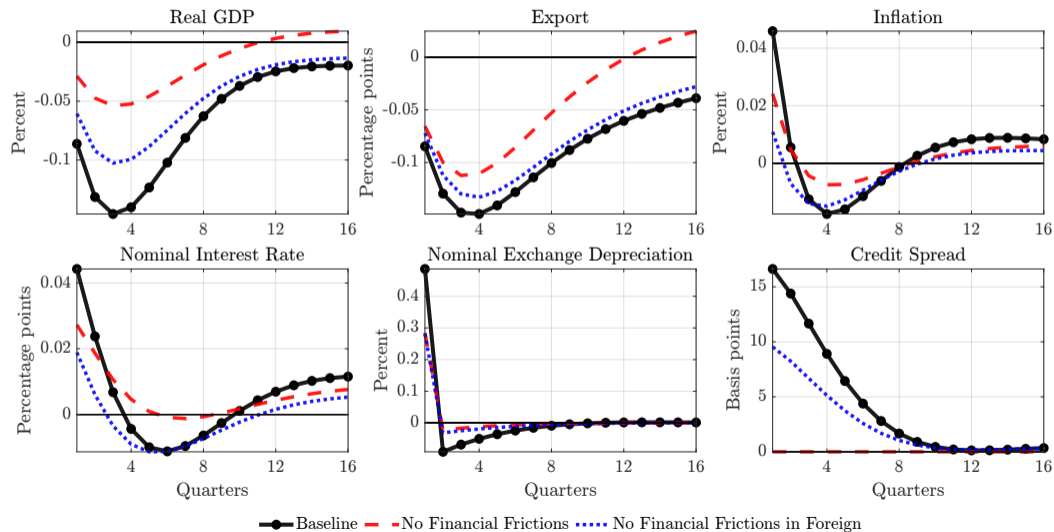 Real GDP
Export
Inflation
Percent
0
-0.05
-0.1
4
8
12
16
Percentage points
0
-0.05
-0.1
4
8
12
16
Percent
0.04
0.02
0
4
8
12
16
Nominal Interest Rate
Nominal Exchange Depreciation
Credit Spread
Percentage points
0.04
0.02
0
4
8
12
16
Quarters
Percent
0.4
0.3
0.2
0.1
0
4
8
12
16
Quarters
Basis points
15
10
5
0
4
8
12
16
Quarters
Baseline
No Financial Frictions
No Financial Frictions in Foreign